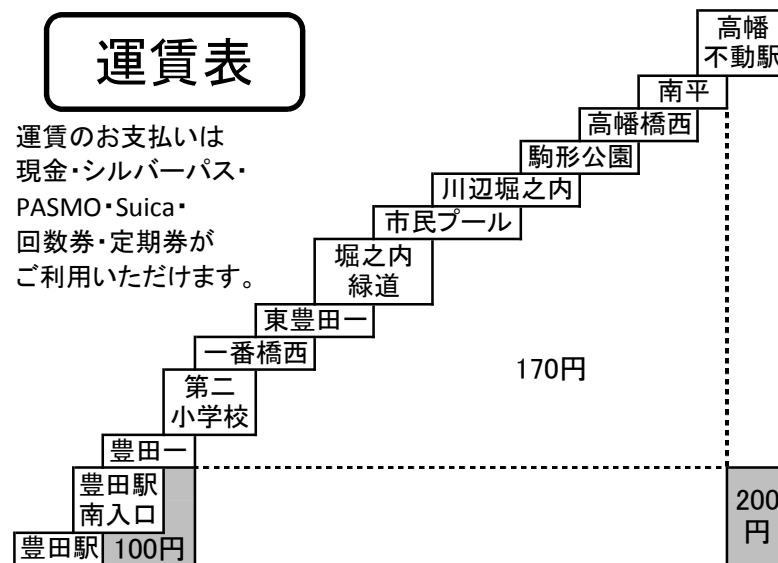 運賃表
運賃のお支払いは
現金・シルバーパス・
PASMO・Suica・
回数券・定期券が
ご利用いただけます。
高幡
不動駅
南平
高幡橋西
駒形公園
川辺堀之内
市民プール
堀之内
緑道
東豊田一
一番橋西
第二
小学校
豊田一
豊田駅
南入口
豊田駅
100円
170円
200
円